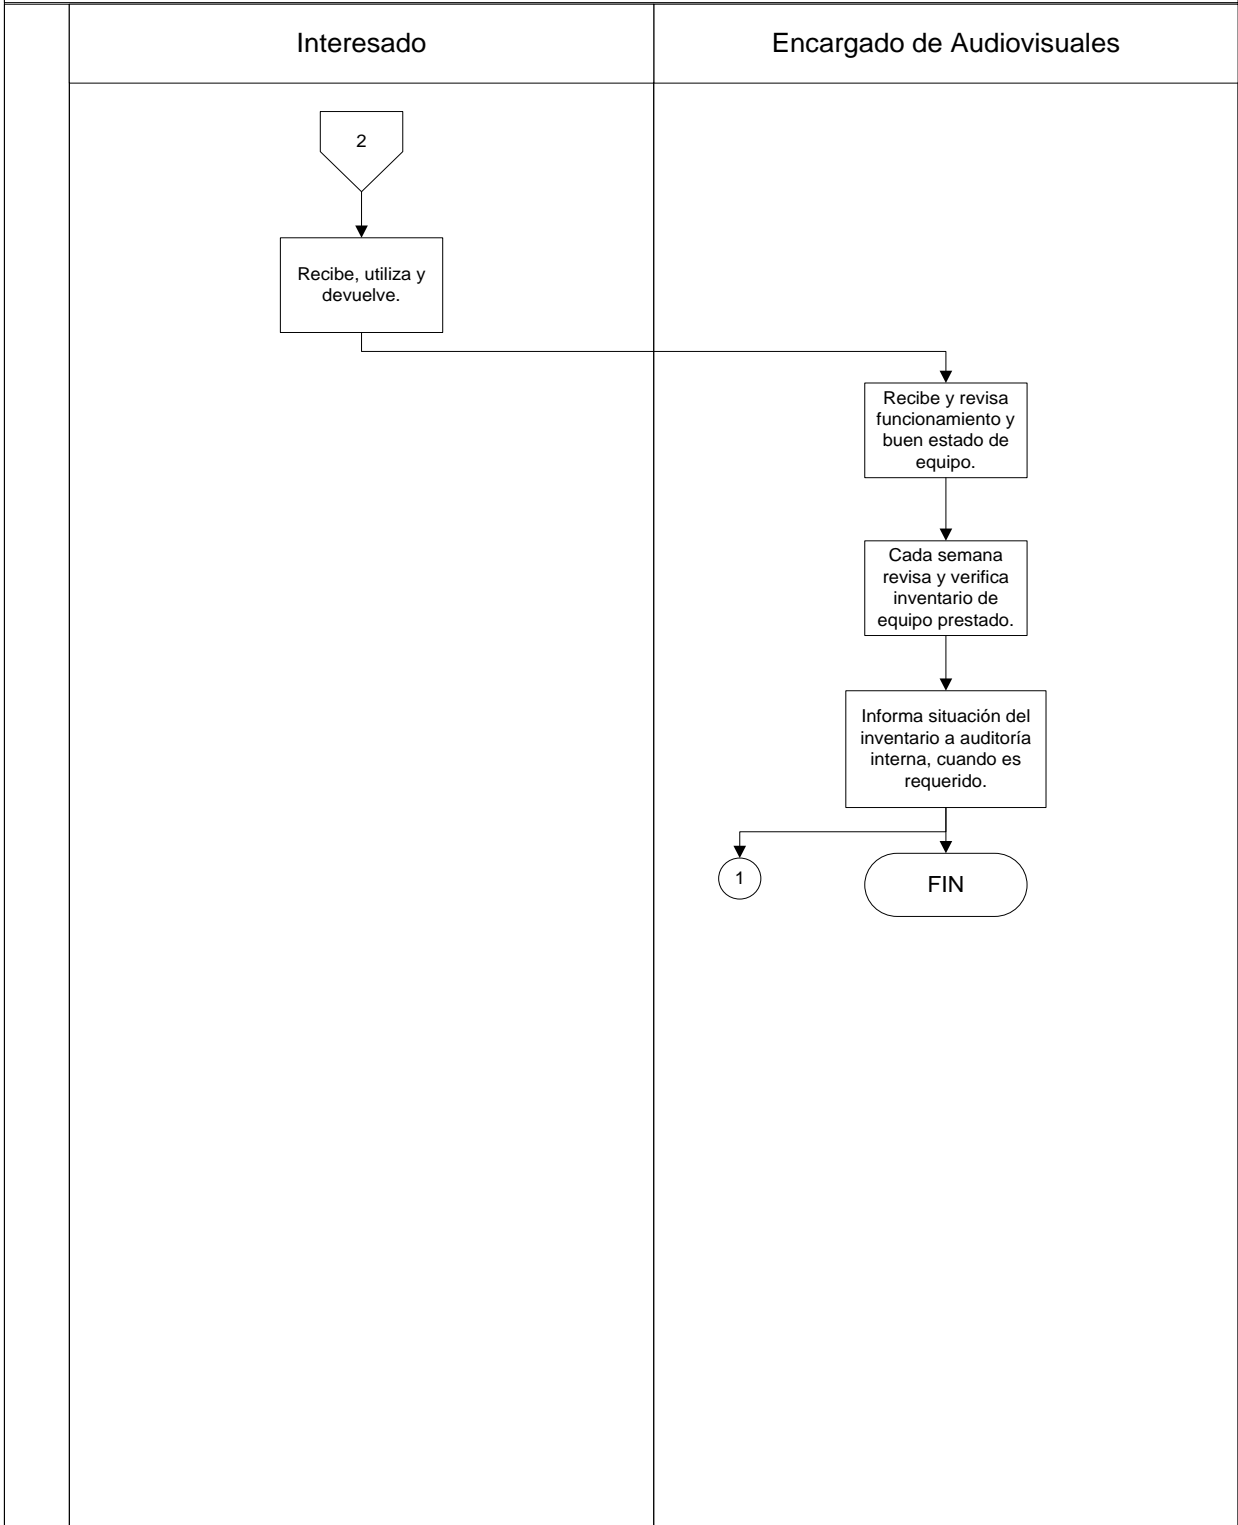 Interesado
Encargado de Audiovisuales
2
Recibe, utiliza y
devuelve.
Recibe y revisa
funcionamiento y
buen estado de
equipo.
Cada semana
revisa y verifica
inventario de
equipo prestado.
Informa situación del
inventario a auditoría
interna, cuando es
requerido.
1
FIN